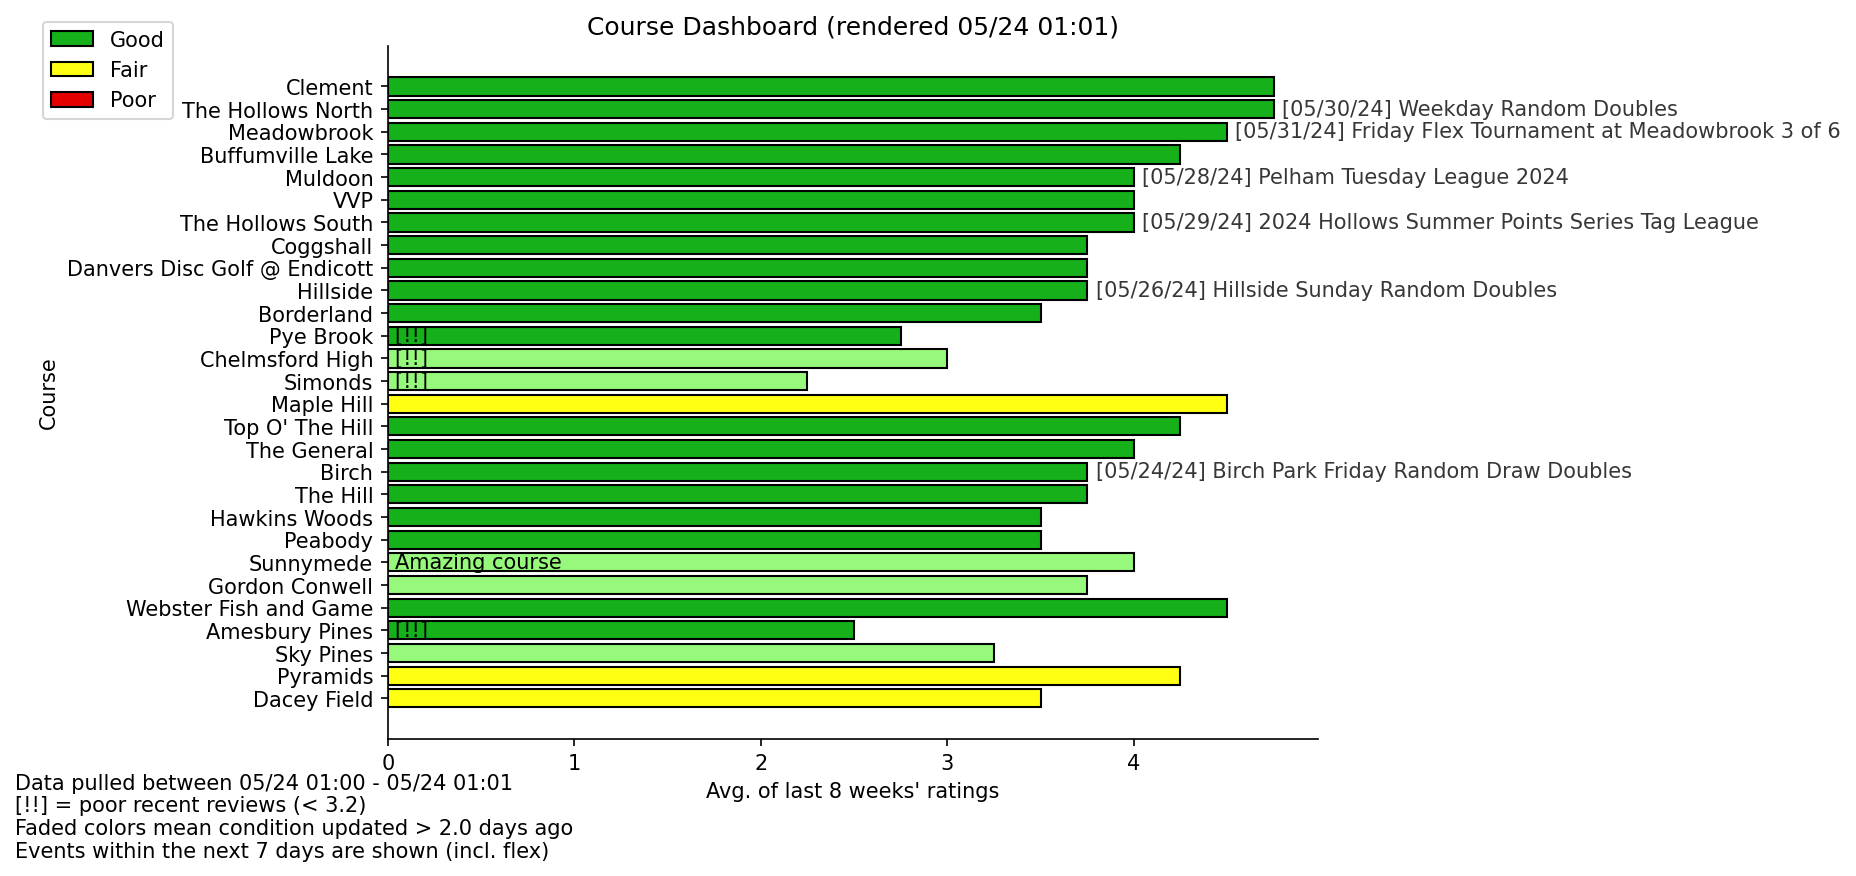 Course Dashboard (rendered 05/24 01:01)
Good
Fair
Poor
Course
Clement
The Hollows North [05/30/24] Weekday Random Doubles
Meadowbrook [05/31/24] Friday Flex Tournament at Meadowbrook 3 of 6
Buffumville Lake
Muldoon [05/28/24] Pelham Tuesday League 2024
VVP
The Hollows South [05/29/24] 2024 Hollows Summer Points Series Tag League
Coggshall
Danvers Disc Golf @ Endicott
Hillside [05/26/24] Hillside Sunday Random Doubles
Borderland
Pye Brook [!!]
Chelmsford High [!!]
Simonds [!!]
Maple Hill
Top O' The Hill
The General
Birch [05/24/24] Birch Park Friday Random Draw Doubles
The Hill
Hawkins Woods
Peabody
Sunnymede Amazing course
Gordon Conwell
Webster Fish and Game
Amesbury Pines [!!]
Sky Pines
Pyramids
Dacey Field
0 1 2 3 4
Avg. of last 8 weeks' ratings
Data pulled between 05/24 01:00 - 05/24 01:01
[!!] = poor recent reviews (< 3.2)
Faded colors mean condition updated > 2.0 days ago
Events within the next 7 days are shown (incl. flex)